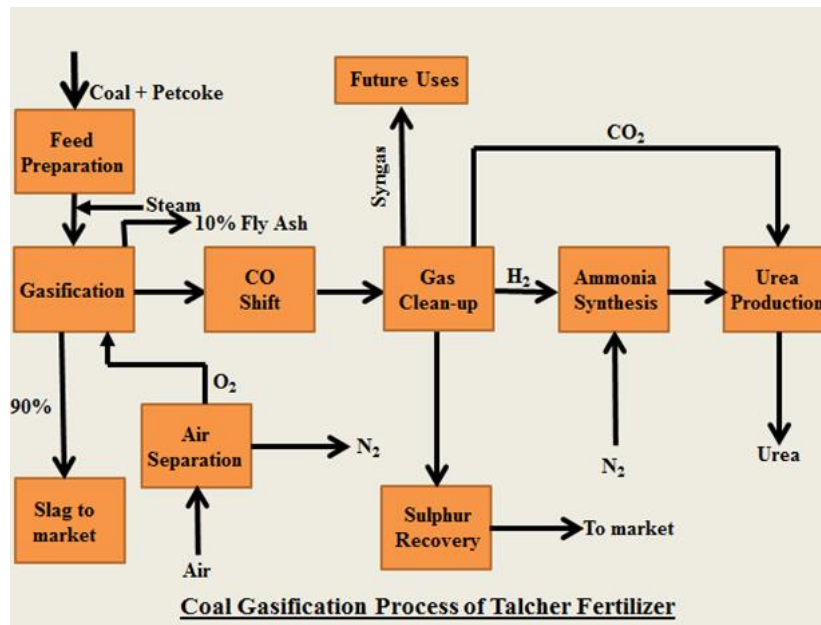 Coal + Petcoke
Feed
Preparation
Steam
10% Fly Ash
Gasification
CO
Shift
Gas
Clean-up
Syngas
Future Uses
CO₂
H₂
Ammonia
Synthesis
Urea
Production
90%
O₂
Air
Separation
N₂
N₂
Urea
Slag to
market
Air
Sulphur
Recovery
To market
Coal Gasification Process of Talcher Fertilizer